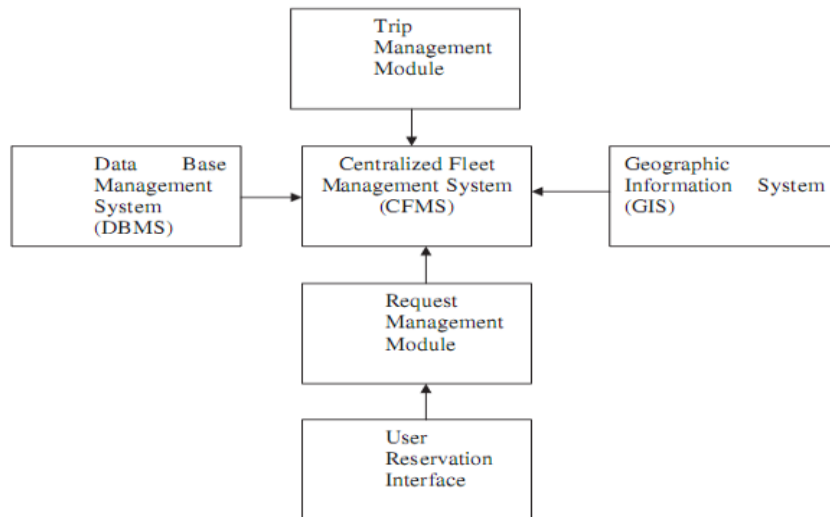 Trip
Management
Module
Data Base
Management
System
(DBMS)
Centralized Fleet
Management System
(CFMS)
Geographic
Information System
(GIS)
Request
Management
Module
User
Reservation
Interface